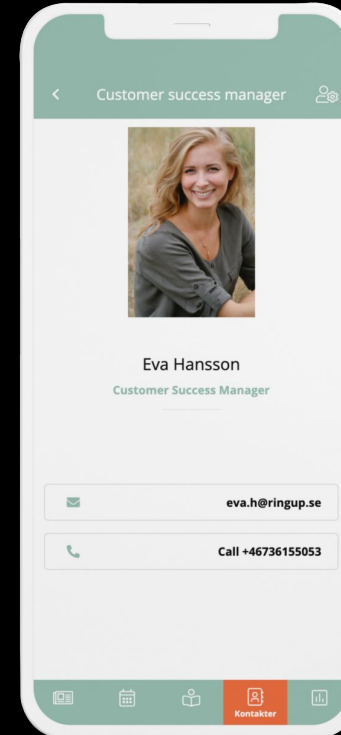 Customer success manager
Eva Hansson
Customer Success Manager
eva.h@ringup.se
Call +46736155053
Kontakter